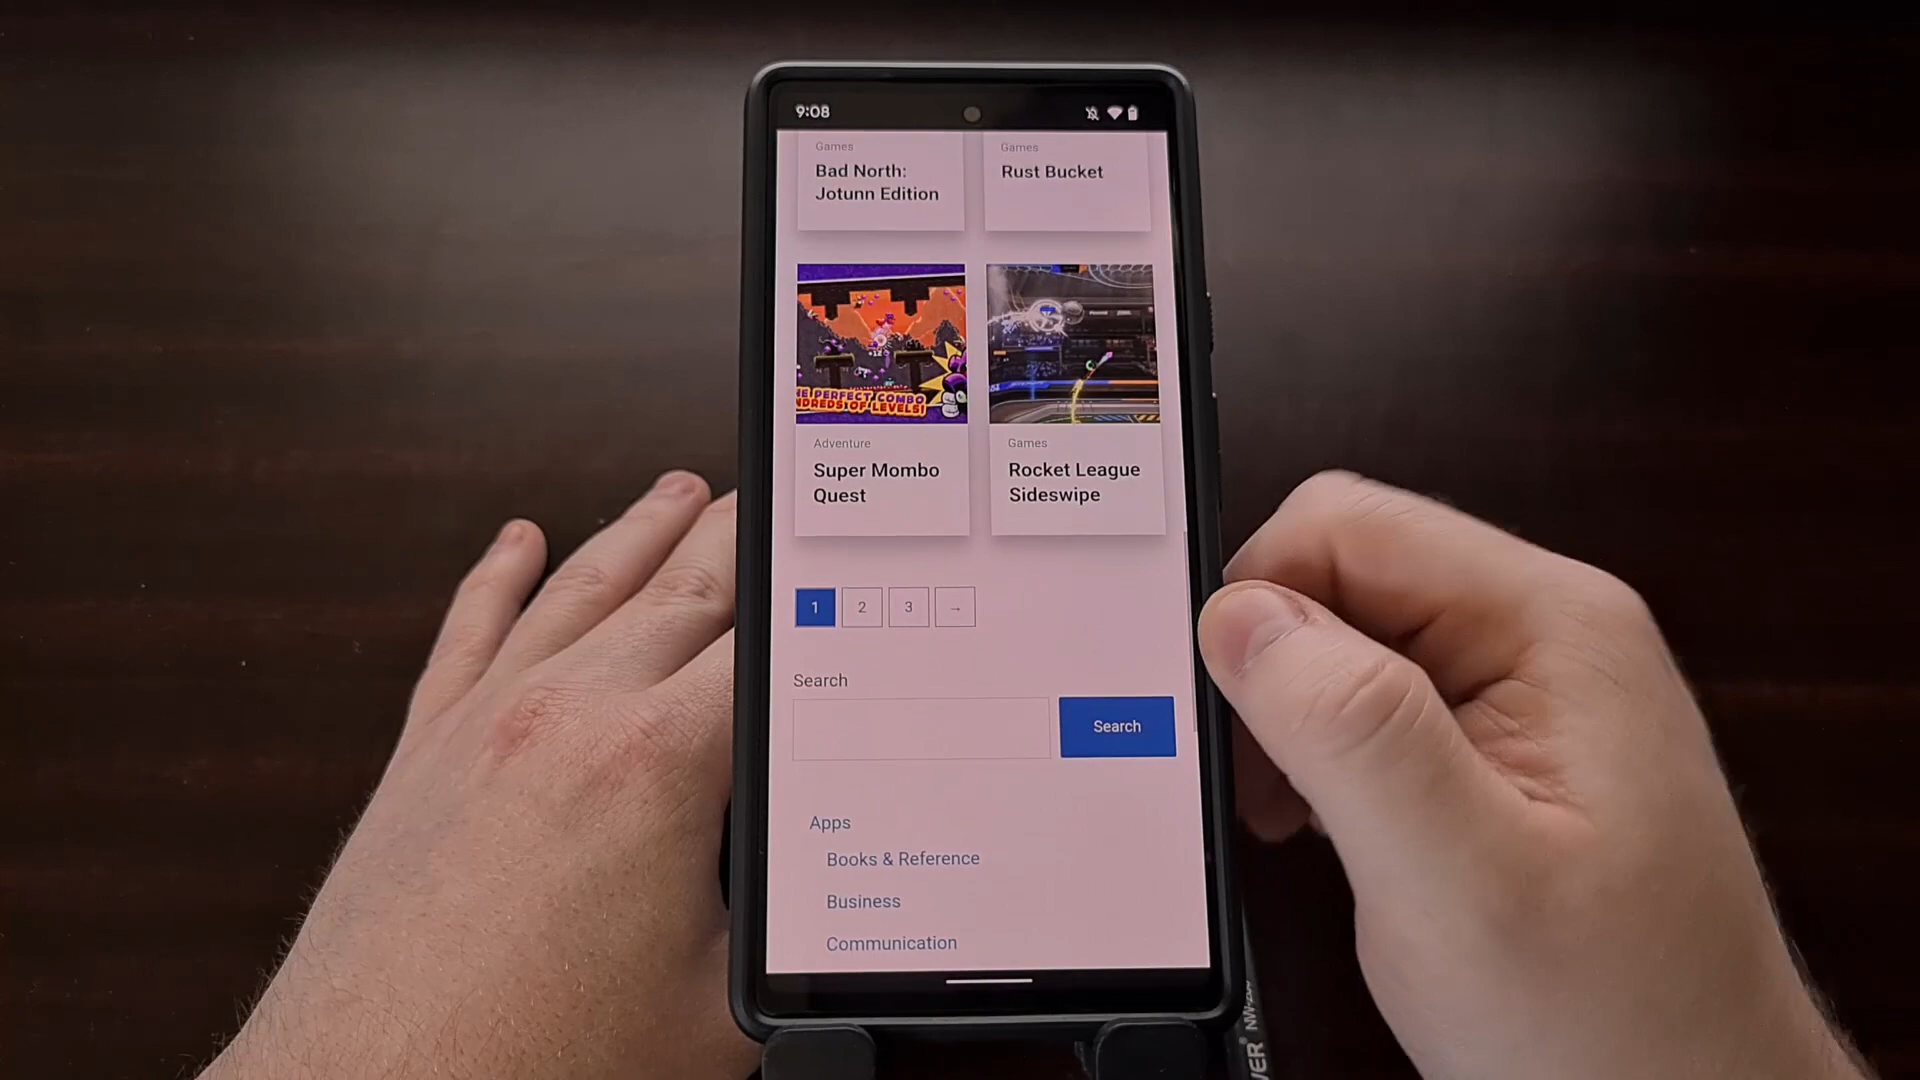 9:08
Games
Bad North:
Jotunn Edition
Games
Rust Bucket
PERFECT COMBO
OF LEVELS!
Adventure
Super Mombo
Quest
Games
Rocket League
Sideswipe
1 2 3 →
Search
Search
Apps
Books & Reference
Business
Communication